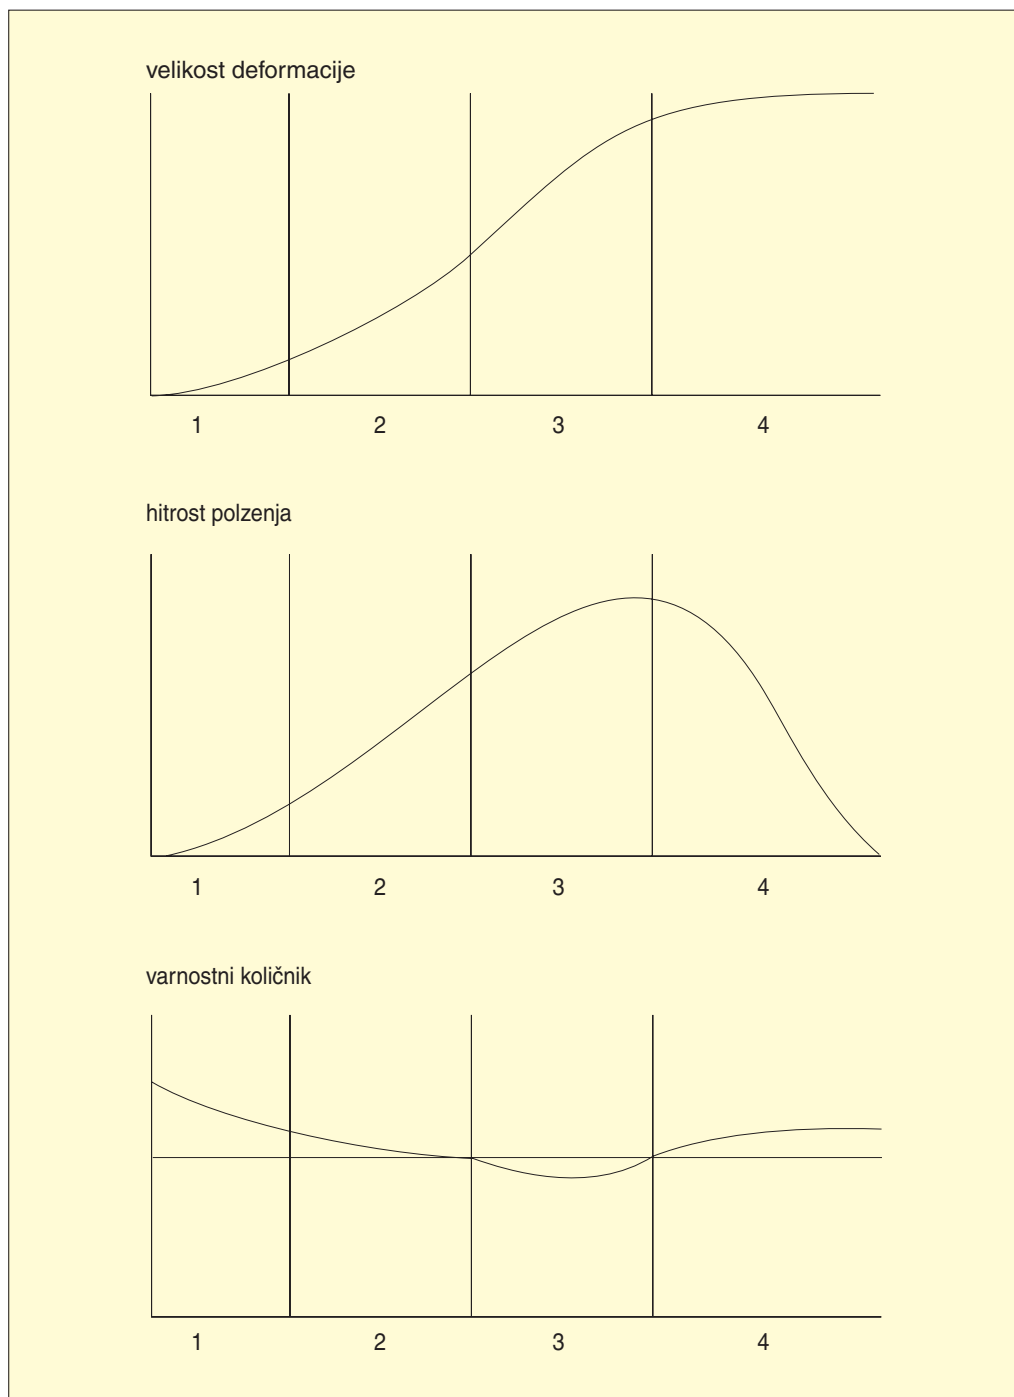 velikost deformacije
1 2 3 4
hitrost polzenja
1 2 3 4
varnostni količnik
1 2 3 4